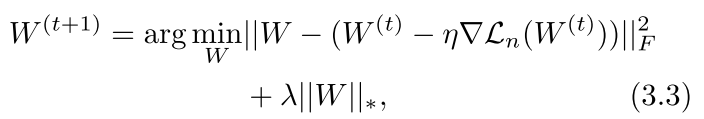 W^{(t+1)} = \arg\min_{W} ||W - (W^{(t)} - \eta\nabla\mathcal{L}_n(W^{(t)}))||_F^2
+ \lambda||W||_*, (3.3)